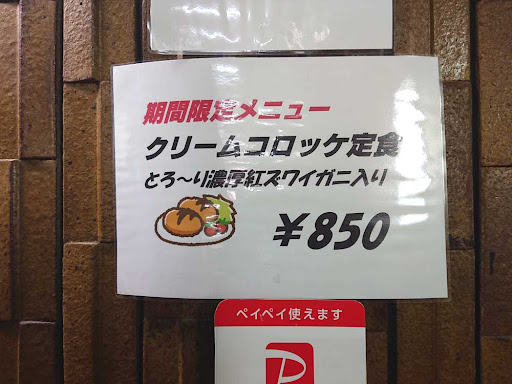 期間限定メニュー
クリームコロッケ定食
とろ～り濃厚紅ズワイガニ入り
￥850
ペイペイ使えます
P